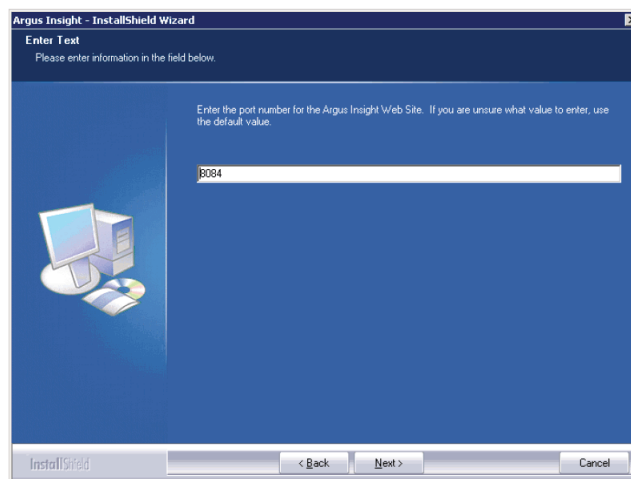 Argus Insight - InstallShield Wizard
Enter Text
Please enter information in the field below.
Enter the port number for the Argus Insight Web Site. If you are unsure what value to enter, use
the default value.
8084
InstallShield
< Back
Next >
Cancel